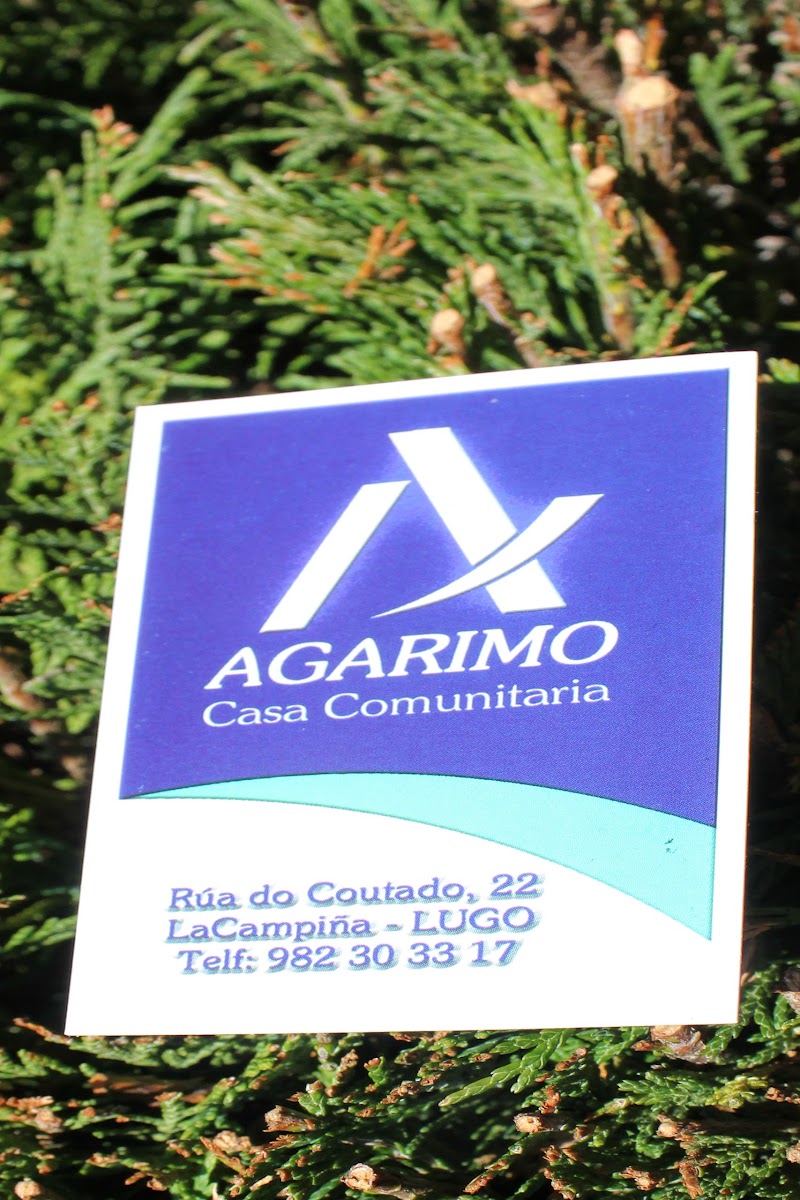 AGARIMO
Casa Comunitaria
Rúa do Coutado, 22
LaCampiña - LUGO
Telf: 982 30 33 17